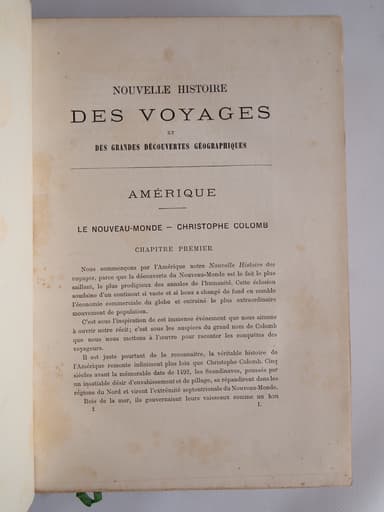 NOUVELLE HISTOIRE
DES VOYAGES
ET
DES GRANDES DÉCOUVERTES GÉOGRAPHIQUES
AMÉRIQUE
LE NOUVEAU-MONDE — CHRISTOPHE COLOMB
CHAPITRE PREMIER
Nous commençons par l'Amérique notre Nouvelle Histoire des
voyages, parce que la découverte du Nouveau-Monde est le fait le plus
saillant, le plus prodigieux des annales de l'humanité. Cette éclosion
soudaine d'un continent si vaste et si beau a changé de fond en comble
l'économie commerciale du globe et entraîné le plus extraordinaire
mouvement de population.
C'est sous l'inspiration de cet immense événement que nous aimons
à ouvrir notre récit; c'est sous les auspices du grand nom de Colomb
que nous nous mettons à l'œuvre pour raconter les conquêtes des
voyageurs.
Il est juste pourtant de le reconnaître, la véritable histoire de
l'Amérique remonte infiniment plus loin que Christophe Colomb. Cinq
siècles avant la mémorable date de 1492, les Scandinaves, poussés par
un insatiable désir d'envahissement et de pillage, se répandirent dans les
régions du Nord et virent l'extrémité septentrionale du Nouveau-Monde.
Rois de la mer, ils gouvernaient leurs vaisseaux comme un bon
I 1.